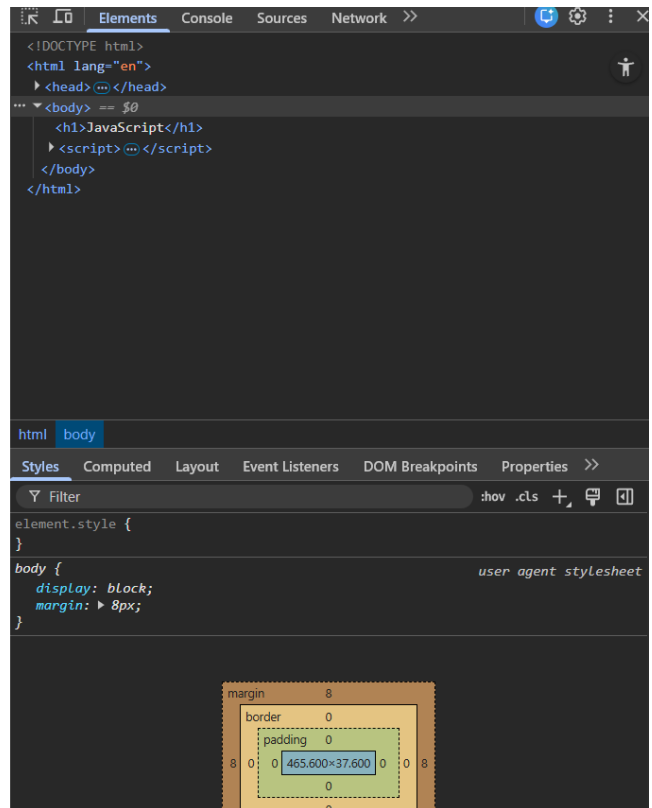 Elements Console Sources Network
<!DOCTYPE html>
<html lang="en">
<head> … </head>
… <body> == $0
<h1>JavaScript</h1>
<script> … </script>
</body>
</html>
html body
Styles Computed Layout Event Listeners DOM Breakpoints Properties
Filter :hov .cls
element.style {
}
body { user agent stylesheet
display: block;
margin: 8px;
}
margin 8
border 0
padding 0
8 0 0 465.600×37.600 0 0 8
0